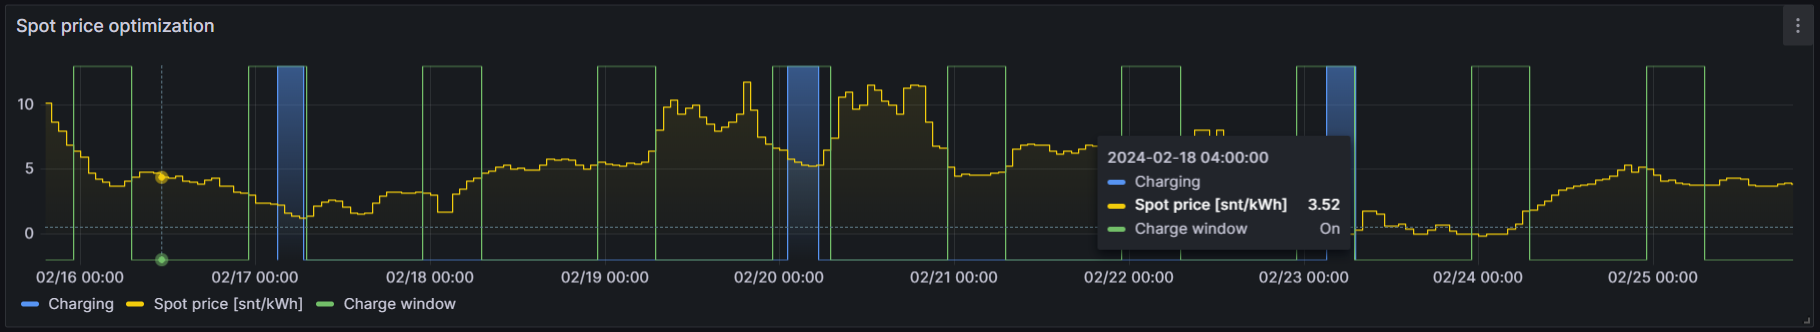 Spot price optimization
10
5
0
2024-02-18 04:00:00
Charging
Spot price [snt/kWh] 3.52
Charge window On
02/16 00:00 02/17 00:00 02/18 00:00 02/19 00:00 02/20 00:00 02/21 00:00 02/22 00:00 02/23 00:00 02/24 00:00 02/25 00:00
Charging Spot price [snt/kWh] Charge window